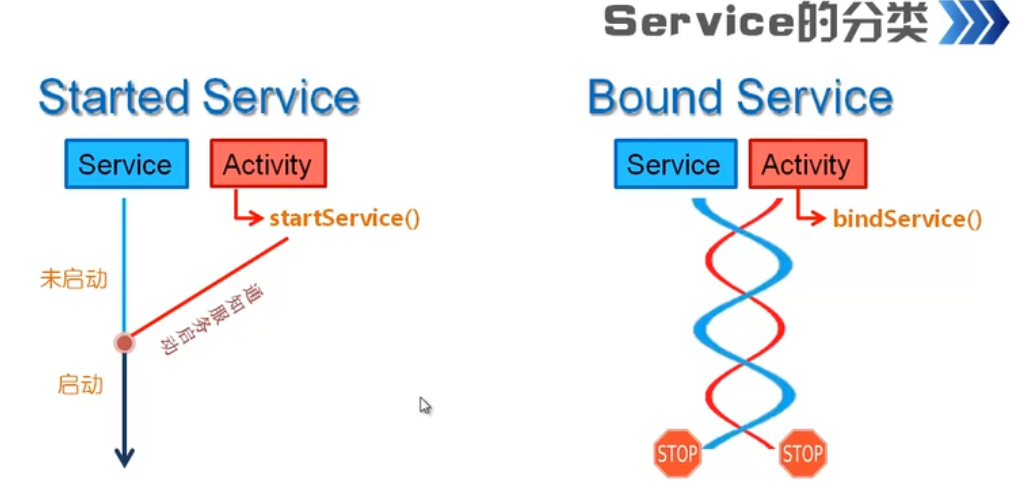 Service的分类
Started Service
Service
Activity
startService()
未启动
通知服务启动
启动
Bound Service
Service
Activity
bindService()
STOP
STOP